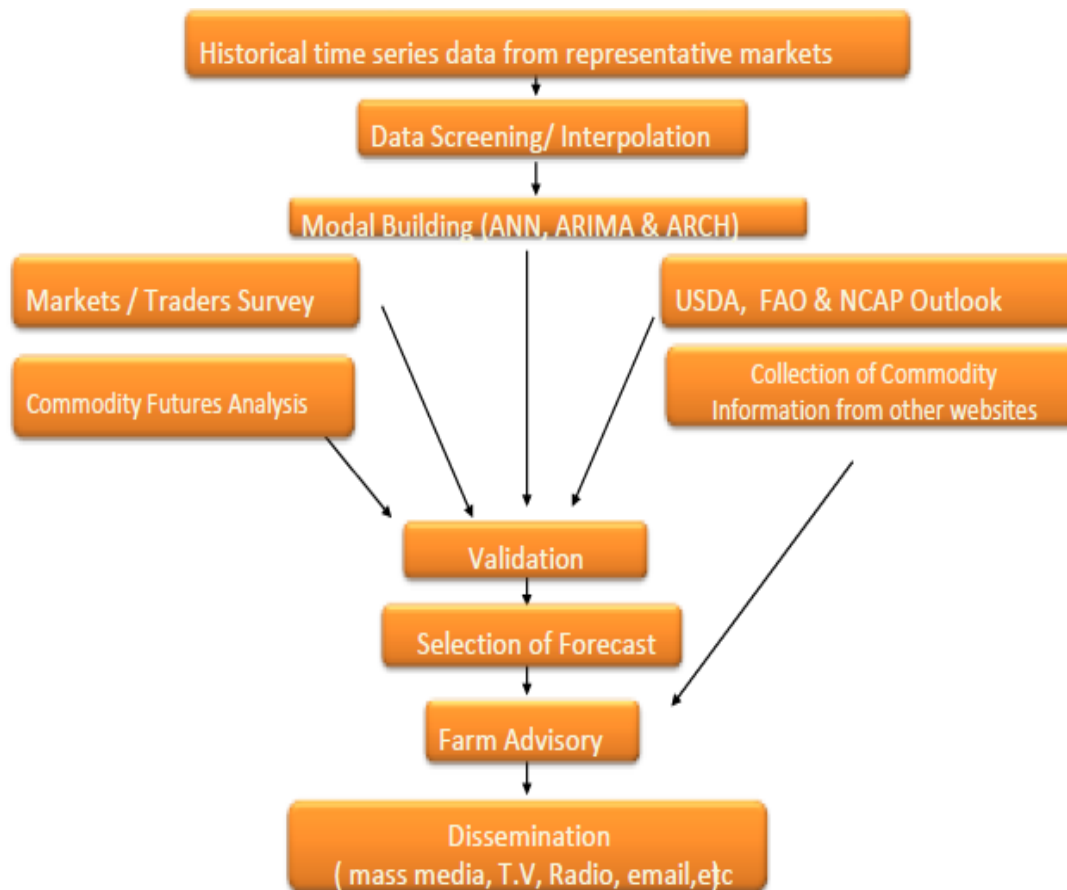 Historical time series data from representative markets
Data Screening/ Interpolation
Modal Building (ANN, ARIMA & ARCH)
Markets / Traders Survey
USDA, FAO & NCAP Outlook
Commodity Futures Analysis
Collection of Commodity
Information from other websites
Validation
Selection of Forecast
Farm Advisory
Dissemination
( mass media, T.V, Radio, email,etc)